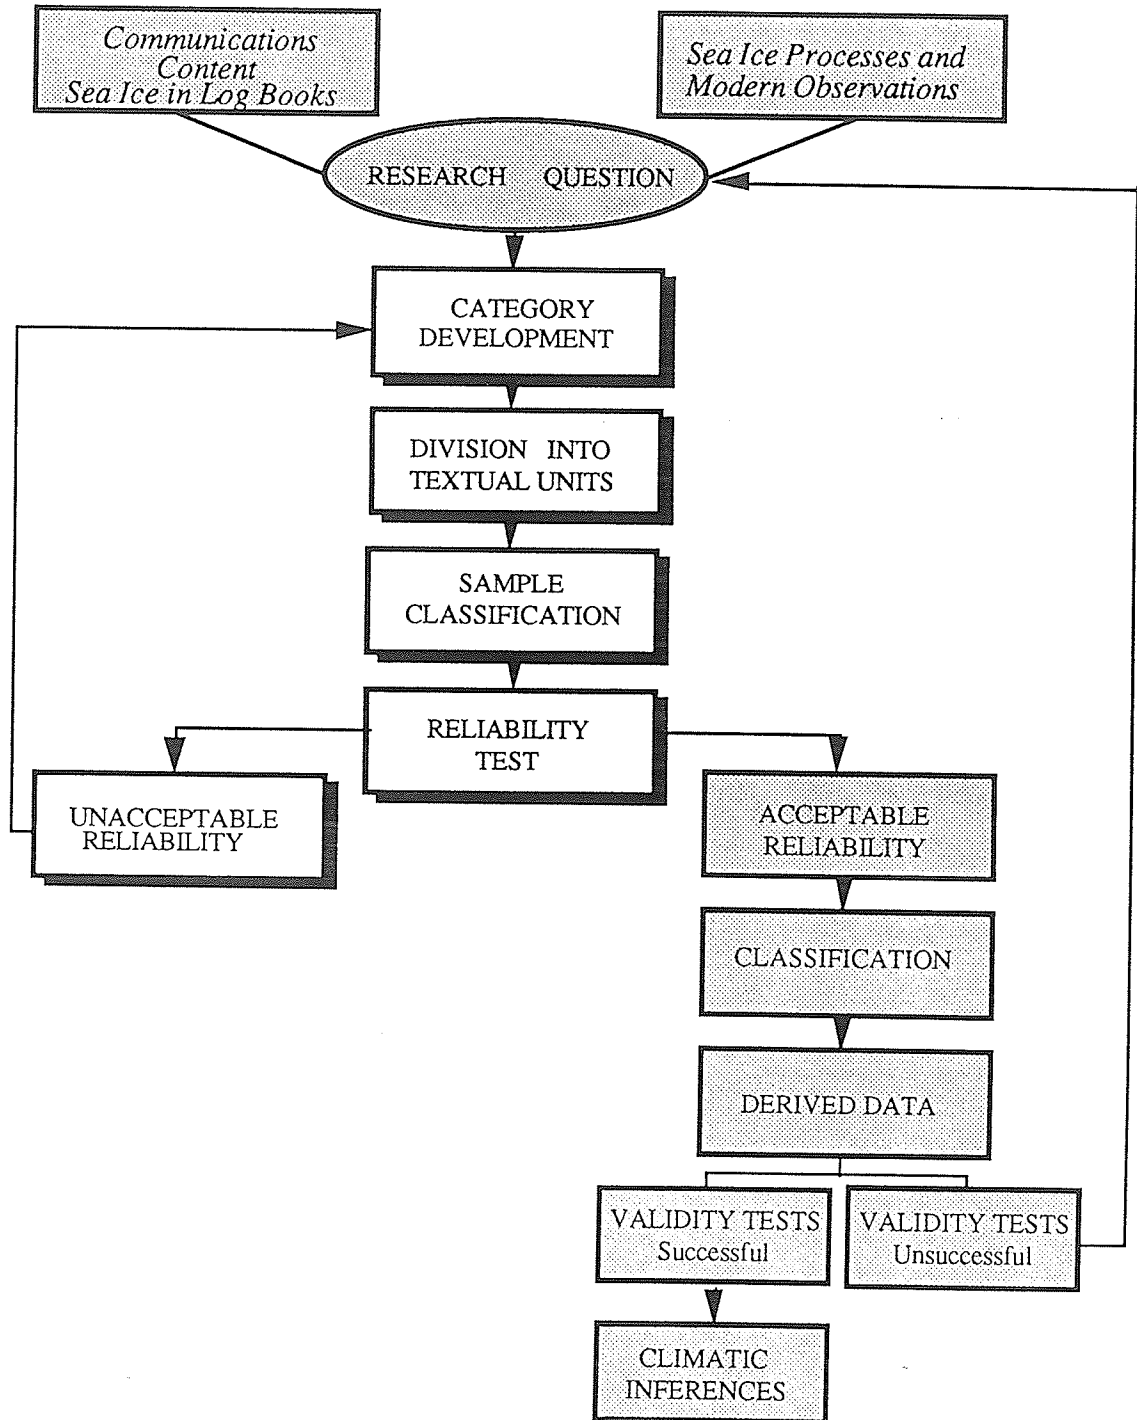 Communications
Content
Sea Ice in Log Books
Sea Ice Processes and
Modern Observations
RESEARCH QUESTION
CATEGORY
DEVELOPMENT
DIVISION INTO
TEXTUAL UNITS
SAMPLE
CLASSIFICATION
RELIABILITY
TEST
UNACCEPTABLE
RELIABILITY
ACCEPTABLE
RELIABILITY
CLASSIFICATION
DERIVED DATA
VALIDITY TESTS
Successful
VALIDITY TESTS
Unsuccessful
CLIMATIC
INFERENCES